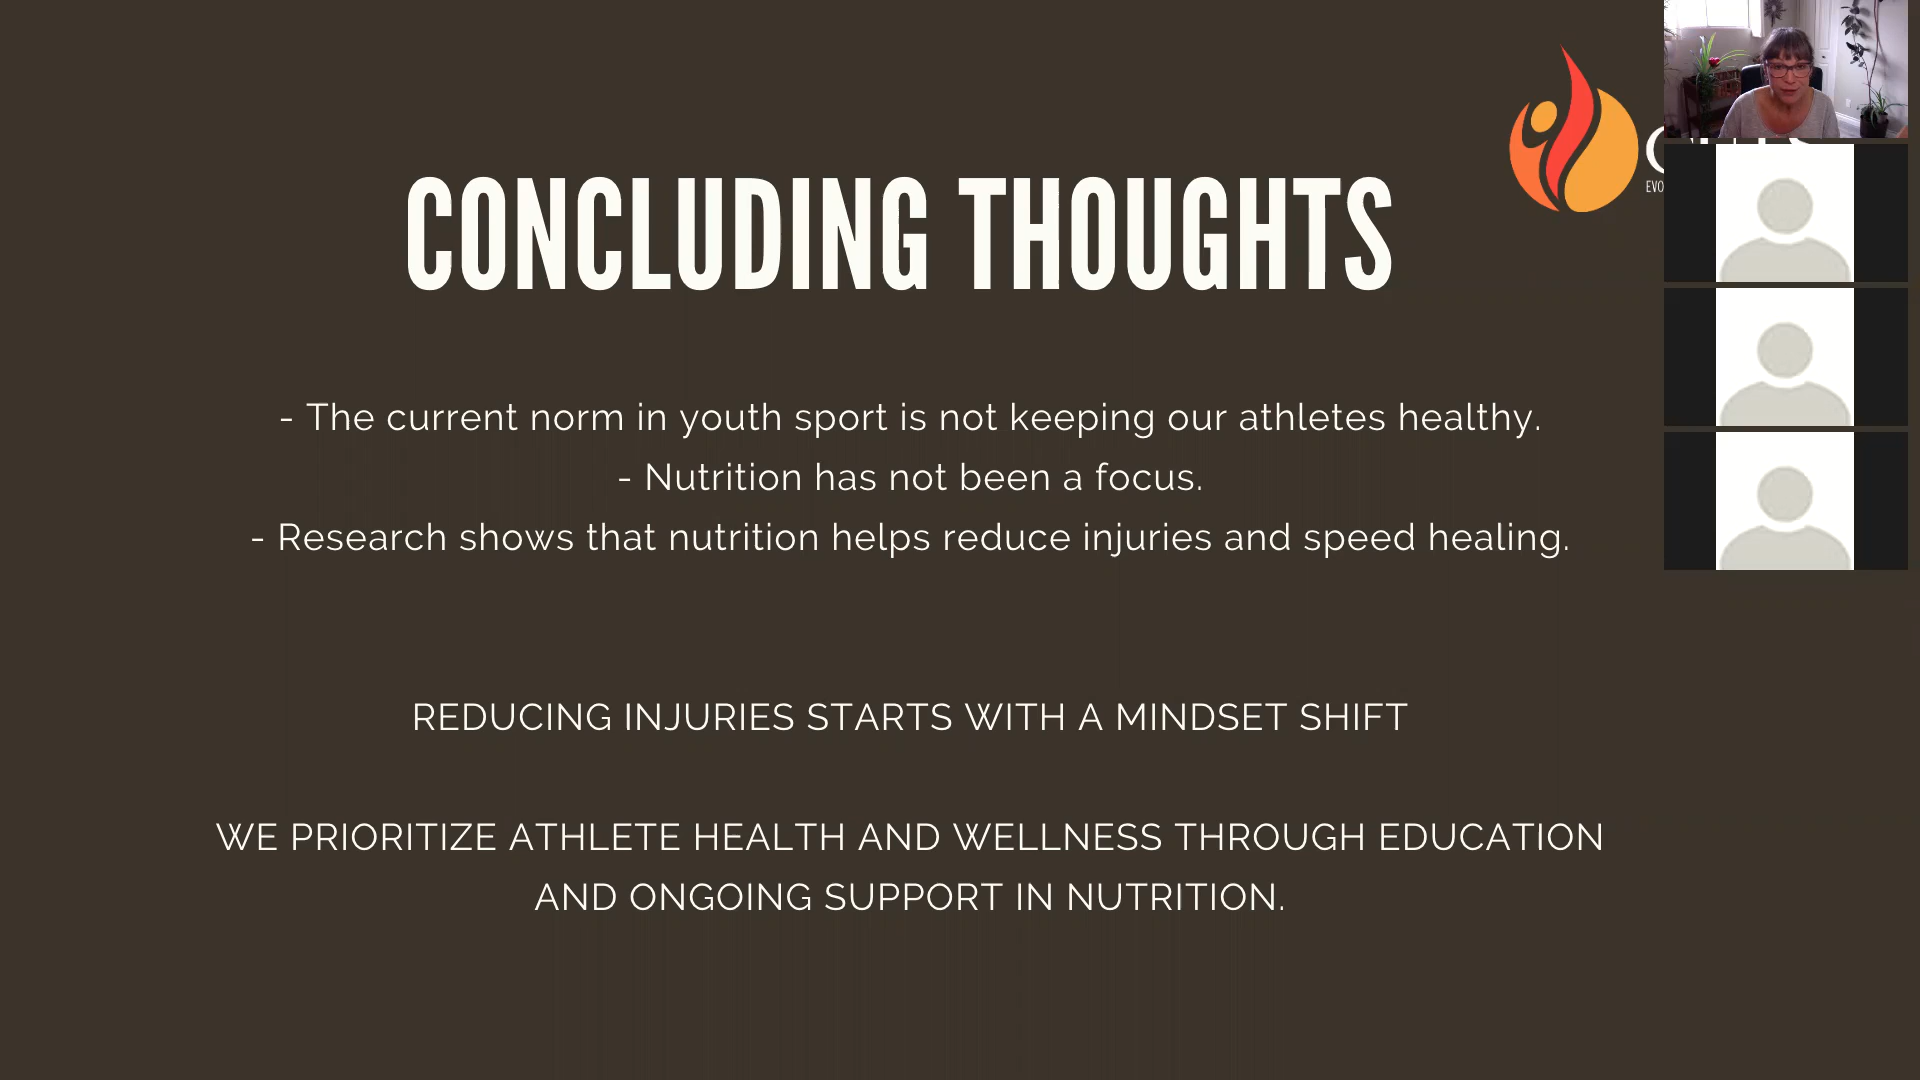 CONCLUDING THOUGHTS
- The current norm in youth sport is not keeping our athletes healthy.
- Nutrition has not been a focus.
- Research shows that nutrition helps reduce injuries and speed healing.
REDUCING INJURIES STARTS WITH A MINDSET SHIFT
WE PRIORITIZE ATHLETE HEALTH AND WELLNESS THROUGH EDUCATION
AND ONGOING SUPPORT IN NUTRITION.